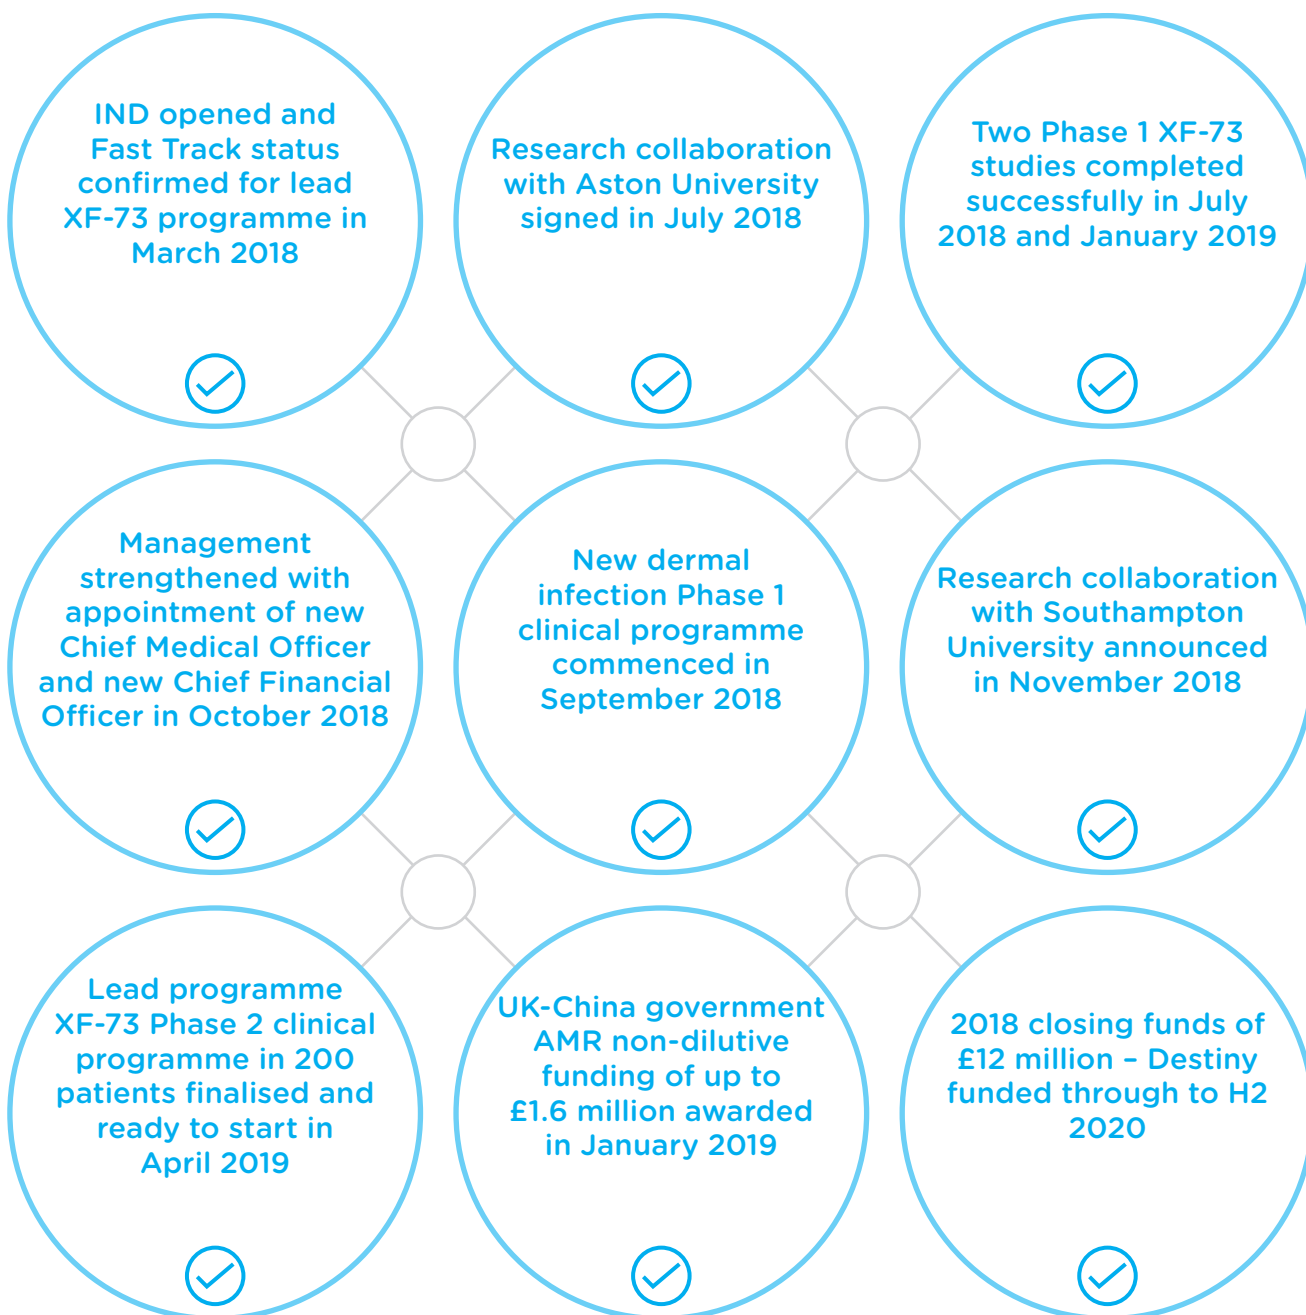 IND opened and
Fast Track status
confirmed for lead
XF-73 programme in
March 2018
Research collaboration
with Aston University
signed in July 2018
Two Phase 1 XF-73
studies completed
successfully in July
2018 and January 2019
Management
strengthened with
appointment of new
Chief Medical Officer
and new Chief Financial
Officer in October 2018
New dermal
infection Phase 1
clinical programme
commenced in
September 2018
Research collaboration
with Southampton
University announced
in November 2018
Lead programme
XF-73 Phase 2 clinical
programme in 200
patients finalised and
ready to start in
April 2019
UK-China government
AMR non-dilutive
funding of up to
£1.6 million awarded
in January 2019
2018 closing funds of
£12 million – Destiny
funded through to H2
2020